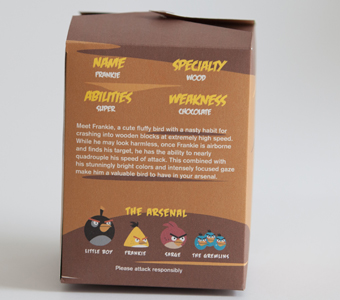 NAME SPECIALTY
FRANKIE WOOD
ABILITIES WEAKNESS
SUPER CHOCOLATE
Meet Frankie, a cute fluffy bird with a nasty habit for
crashing into wooden blocks at extremely high speed.
While he may look harmless, once Frankie is airborne
and finds his target, he has the ability to nearly
quadruple his speed of attack. This combined with
his stunningly bright colors and intensely focused gaze
make him a valuable bird to have in your arsenal.
THE ARSENAL
LITTLE BOY FRANKIE SARGE THE GREMLINS
Please attack responsibly